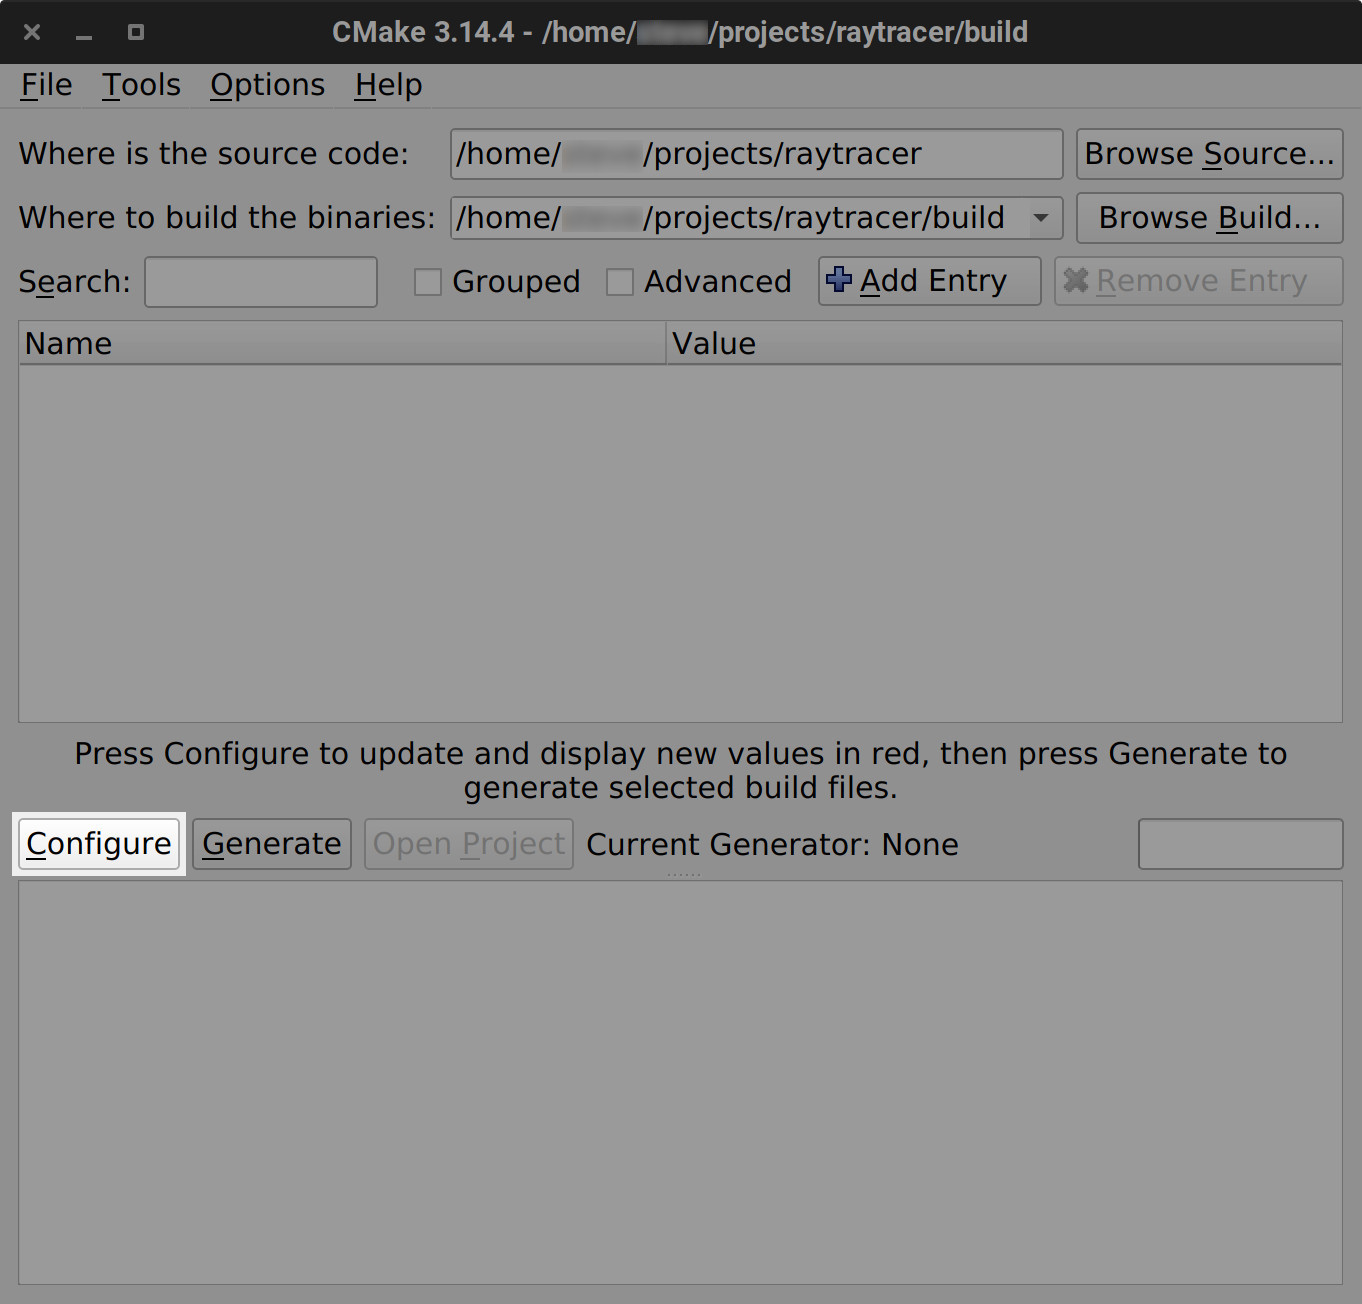 CMake 3.14.4 - /home/ /projects/raytracer/build
File Tools Options Help
Where is the source code: /home/ /projects/raytracer Browse Source...
Where to build the binaries: /home/ /projects/raytracer/build Browse Build...
Search: Grouped Advanced Add Entry Remove Entry
Name Value
Press Configure to update and display new values in red, then press Generate to
generate selected build files.
Configure Generate Open Project Current Generator: None